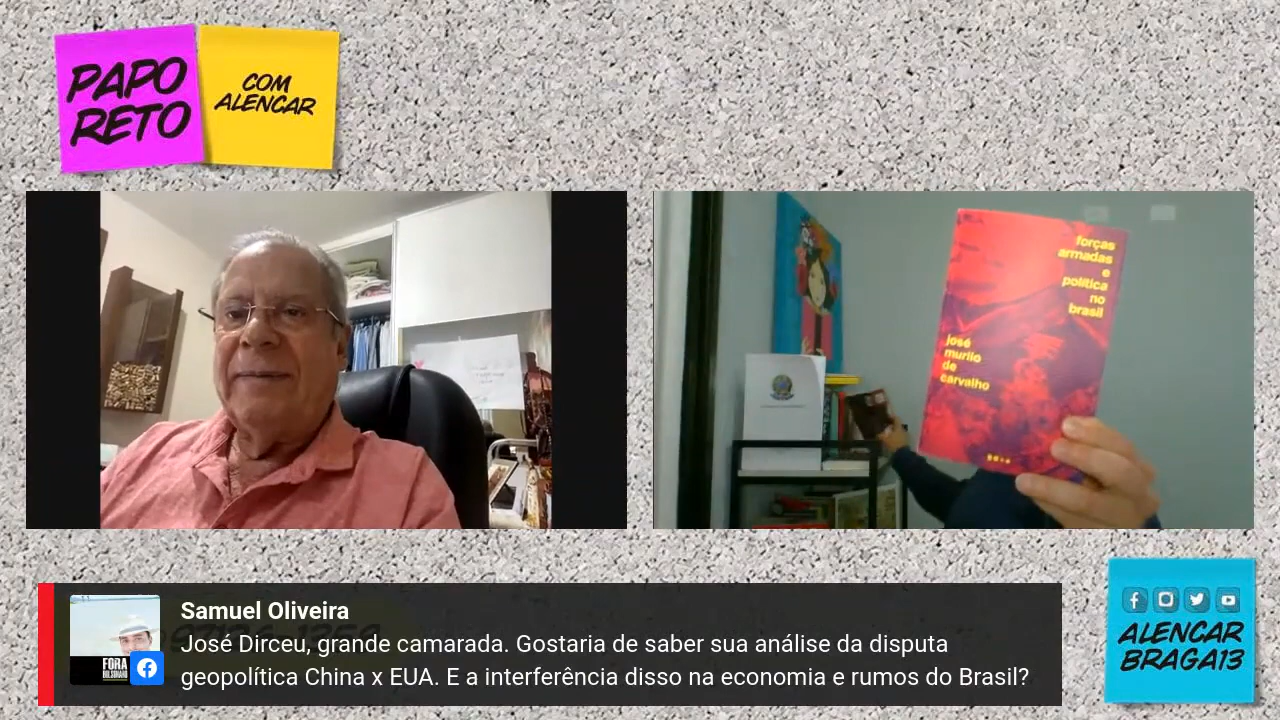 PAPO
RETO
COM
ALENCAR
forças
armadas
e
política
no
brasil
josé
murilo
de
carvalho
Samuel Oliveira
José Dirceu, grande camarada. Gostaria de saber sua análise da disputa
geopolítica China x EUA. E a interferência disso na economia e rumos do Brasil?
FORA
BOLSONARO
ALENCAR
BRAGA13